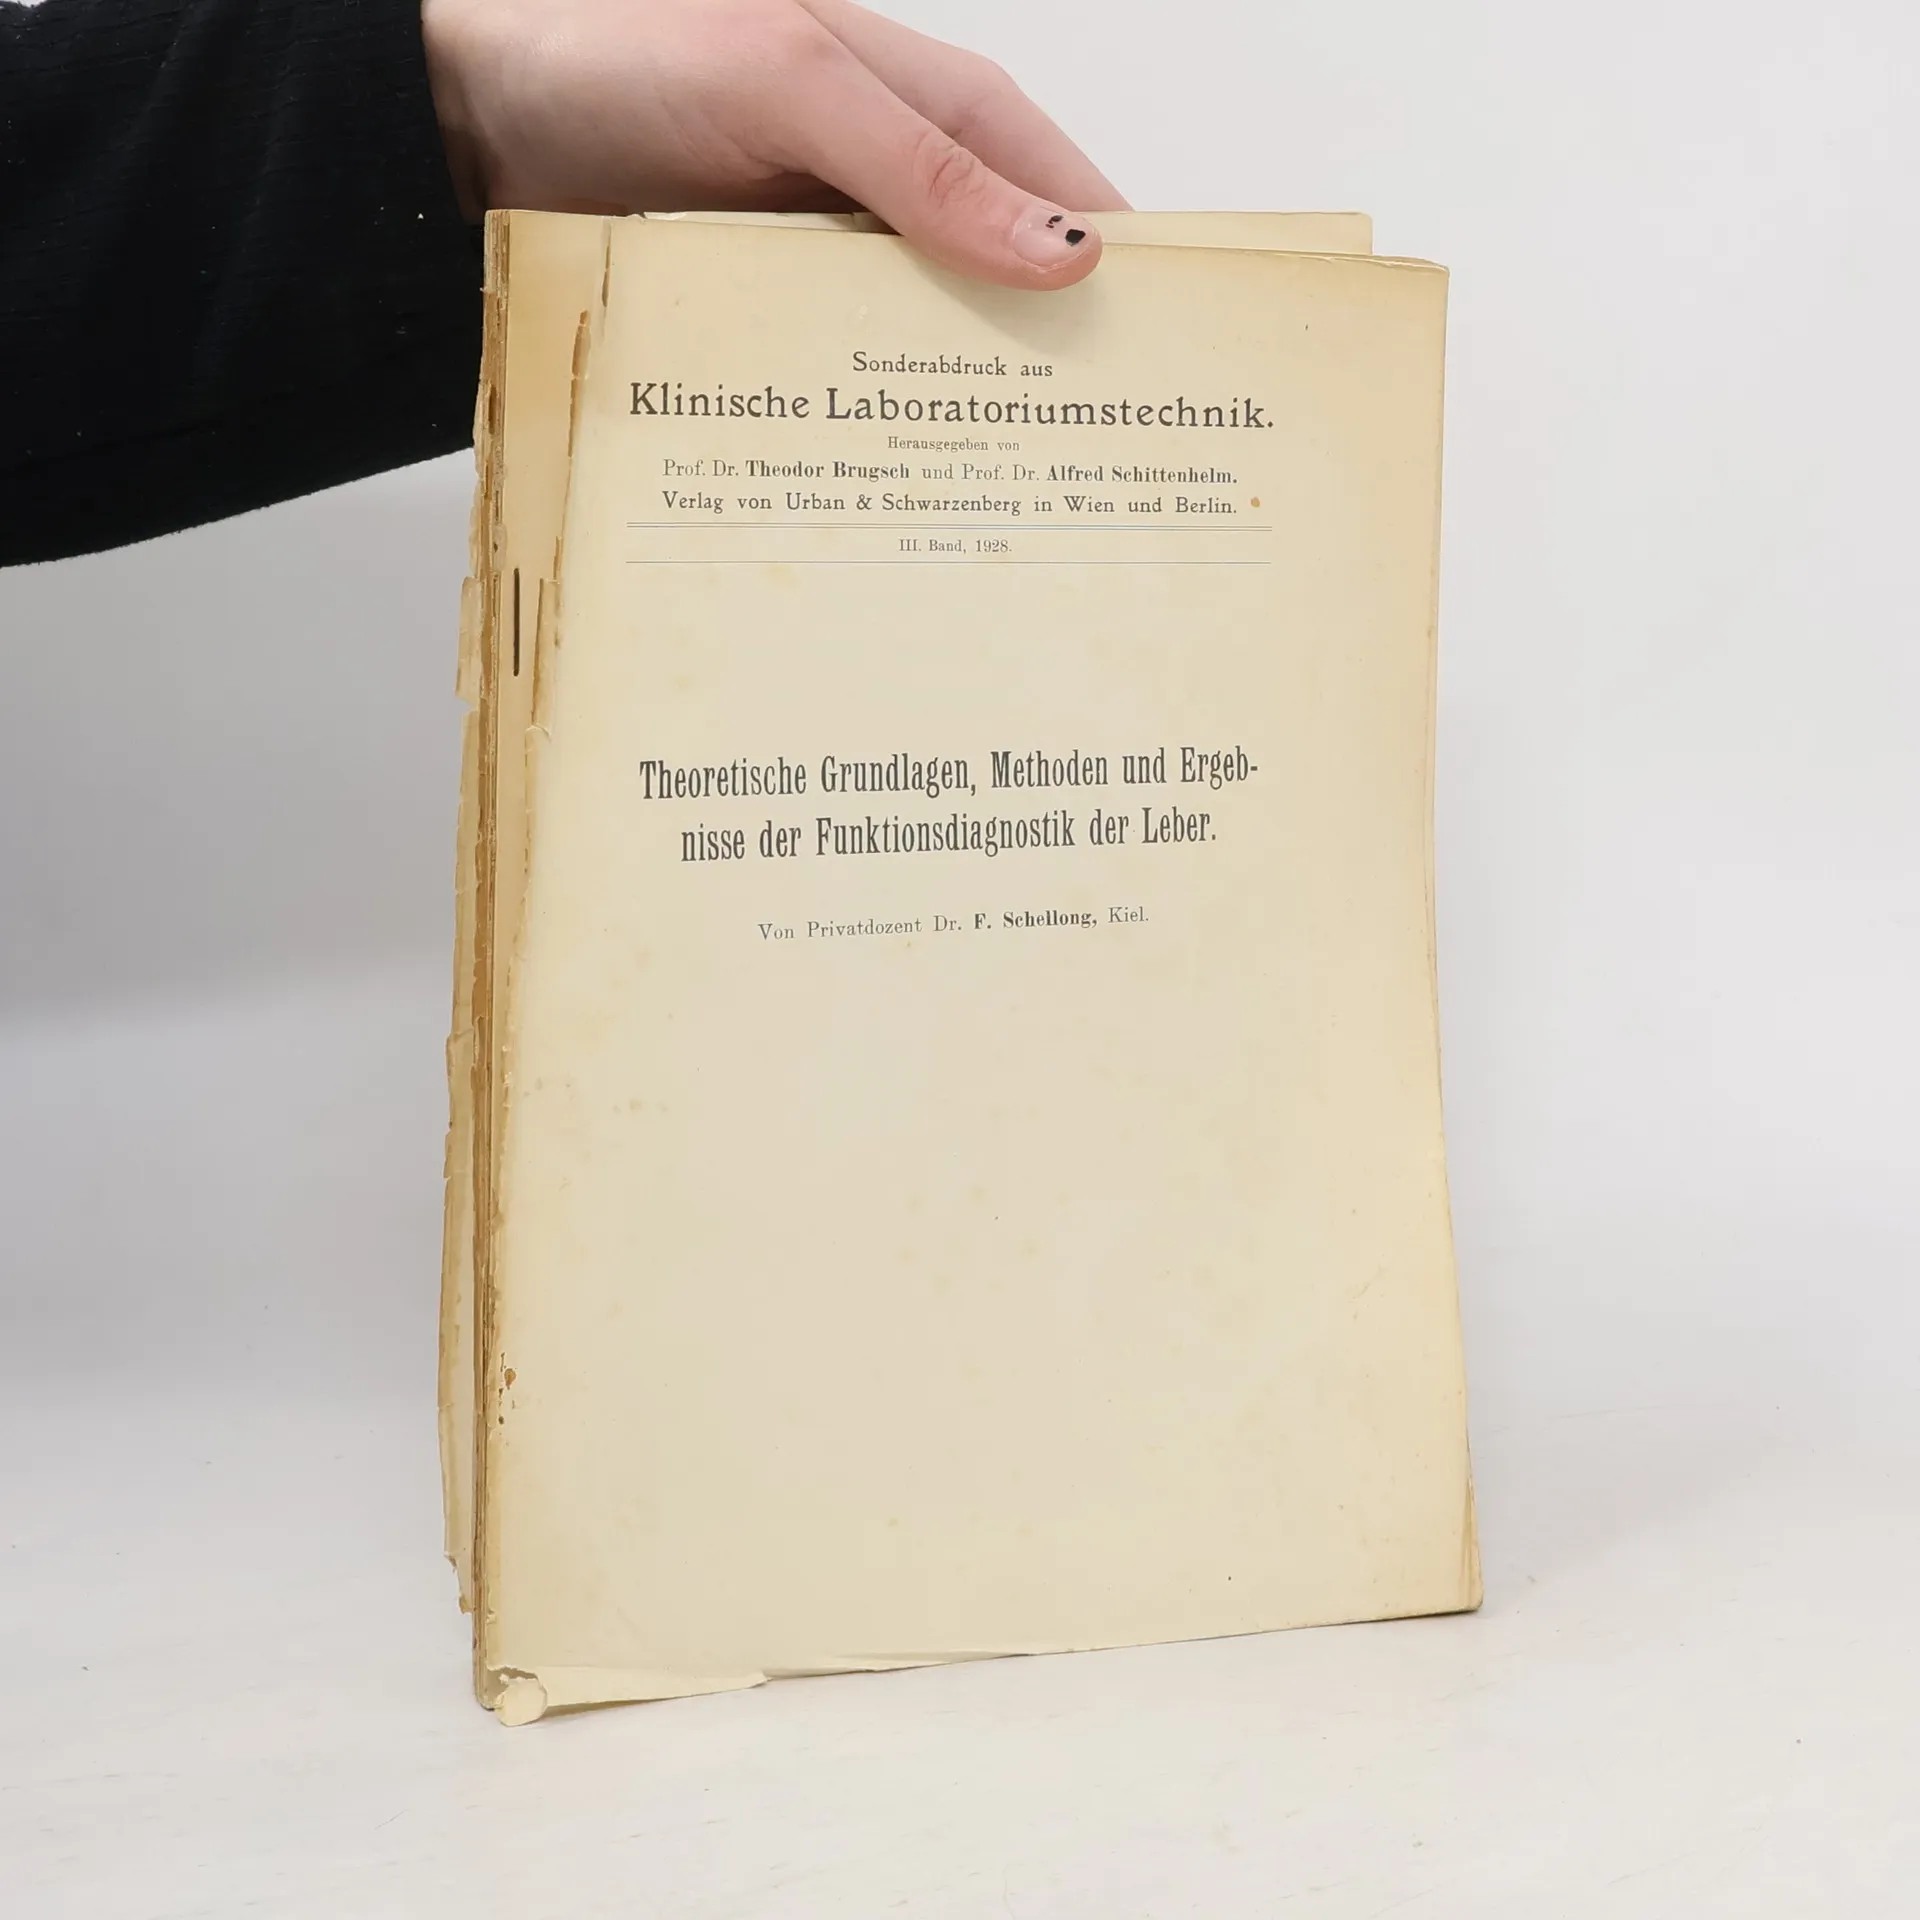 Sonderabdruck aus
Klinische Laboratoriumstechnik.
Herausgegeben von
Prof. Dr. Theodor Brugsch und Prof. Dr. Alfred Schittenhelm.
Verlag von Urban & Schwarzenberg in Wien und Berlin.
III. Band, 1928.
Theoretische Grundlagen, Methoden und Ergeb-
nisse der Funktionsdiagnostik der Leber.
Von Privatdozent Dr. F. Schellong, Kiel.